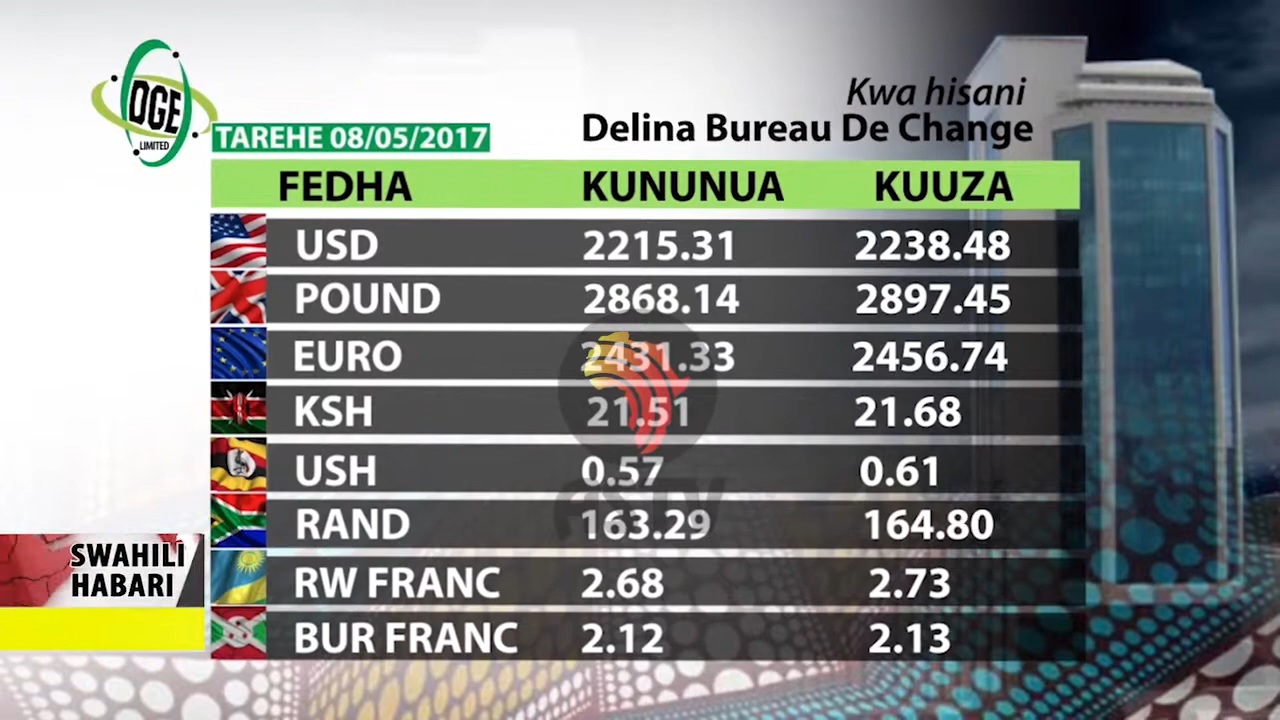 DGE
LIMITED
TAREHE 08/05/2017
Kwa hisani
Delina Bureau De Change
FEDHA KUNUNUA KUUZA
USD 2215.31 2238.48
POUND 2868.14 2897.45
EURO 2431.33 2456.74
KSH 21.51 21.68
USH 0.57 0.61
RAND 163.29 164.80
RW FRANC 2.68 2.73
BUR FRANC 2.12 2.13
SWAHILI
HABARI